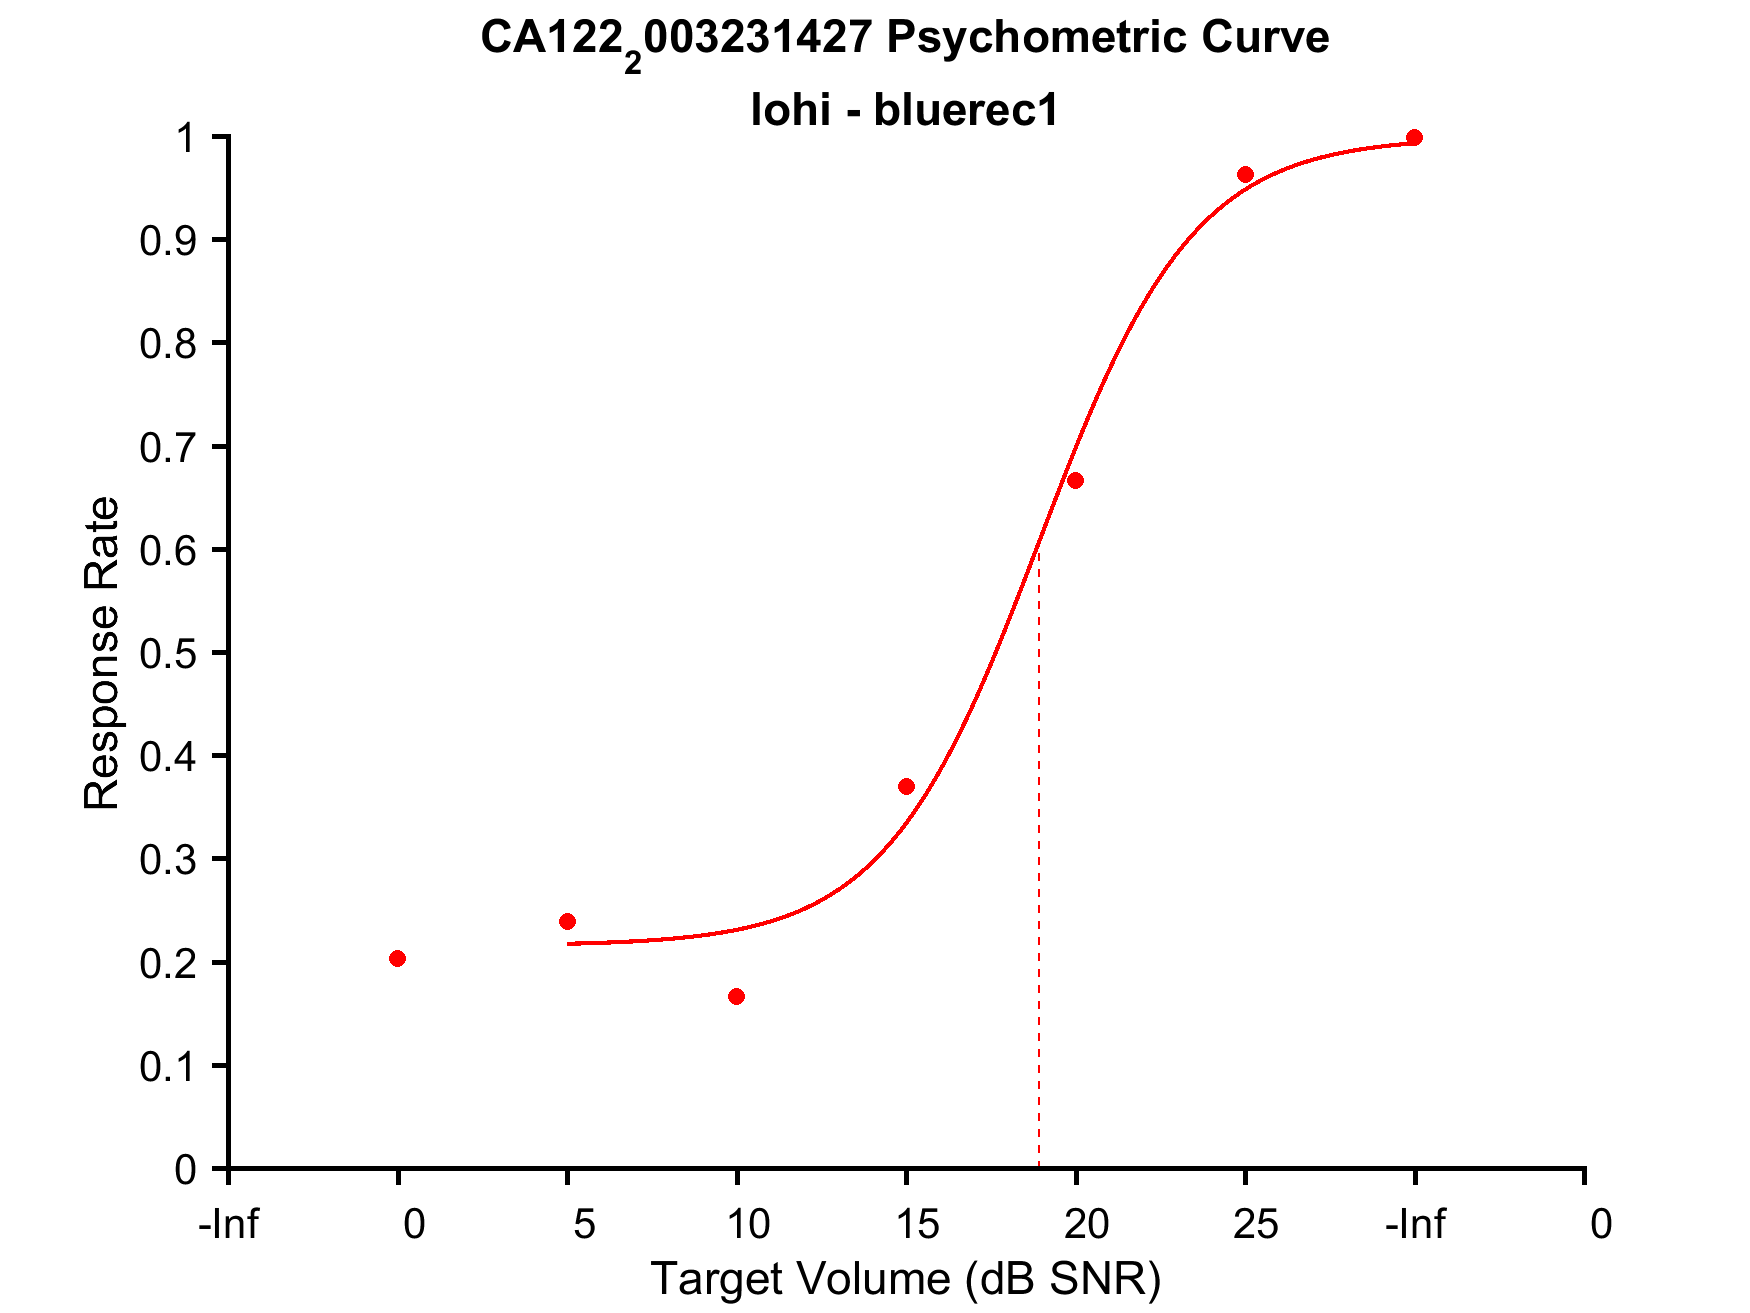 CA122₂003231427 Psychometric Curve
lohi - bluerec1
1
0.9
0.8
0.7
0.6
0.5
0.4
0.3
0.2
0.1
0
Response Rate
-Inf 0 5 10 15 20 25 -Inf 0
Target Volume (dB SNR)